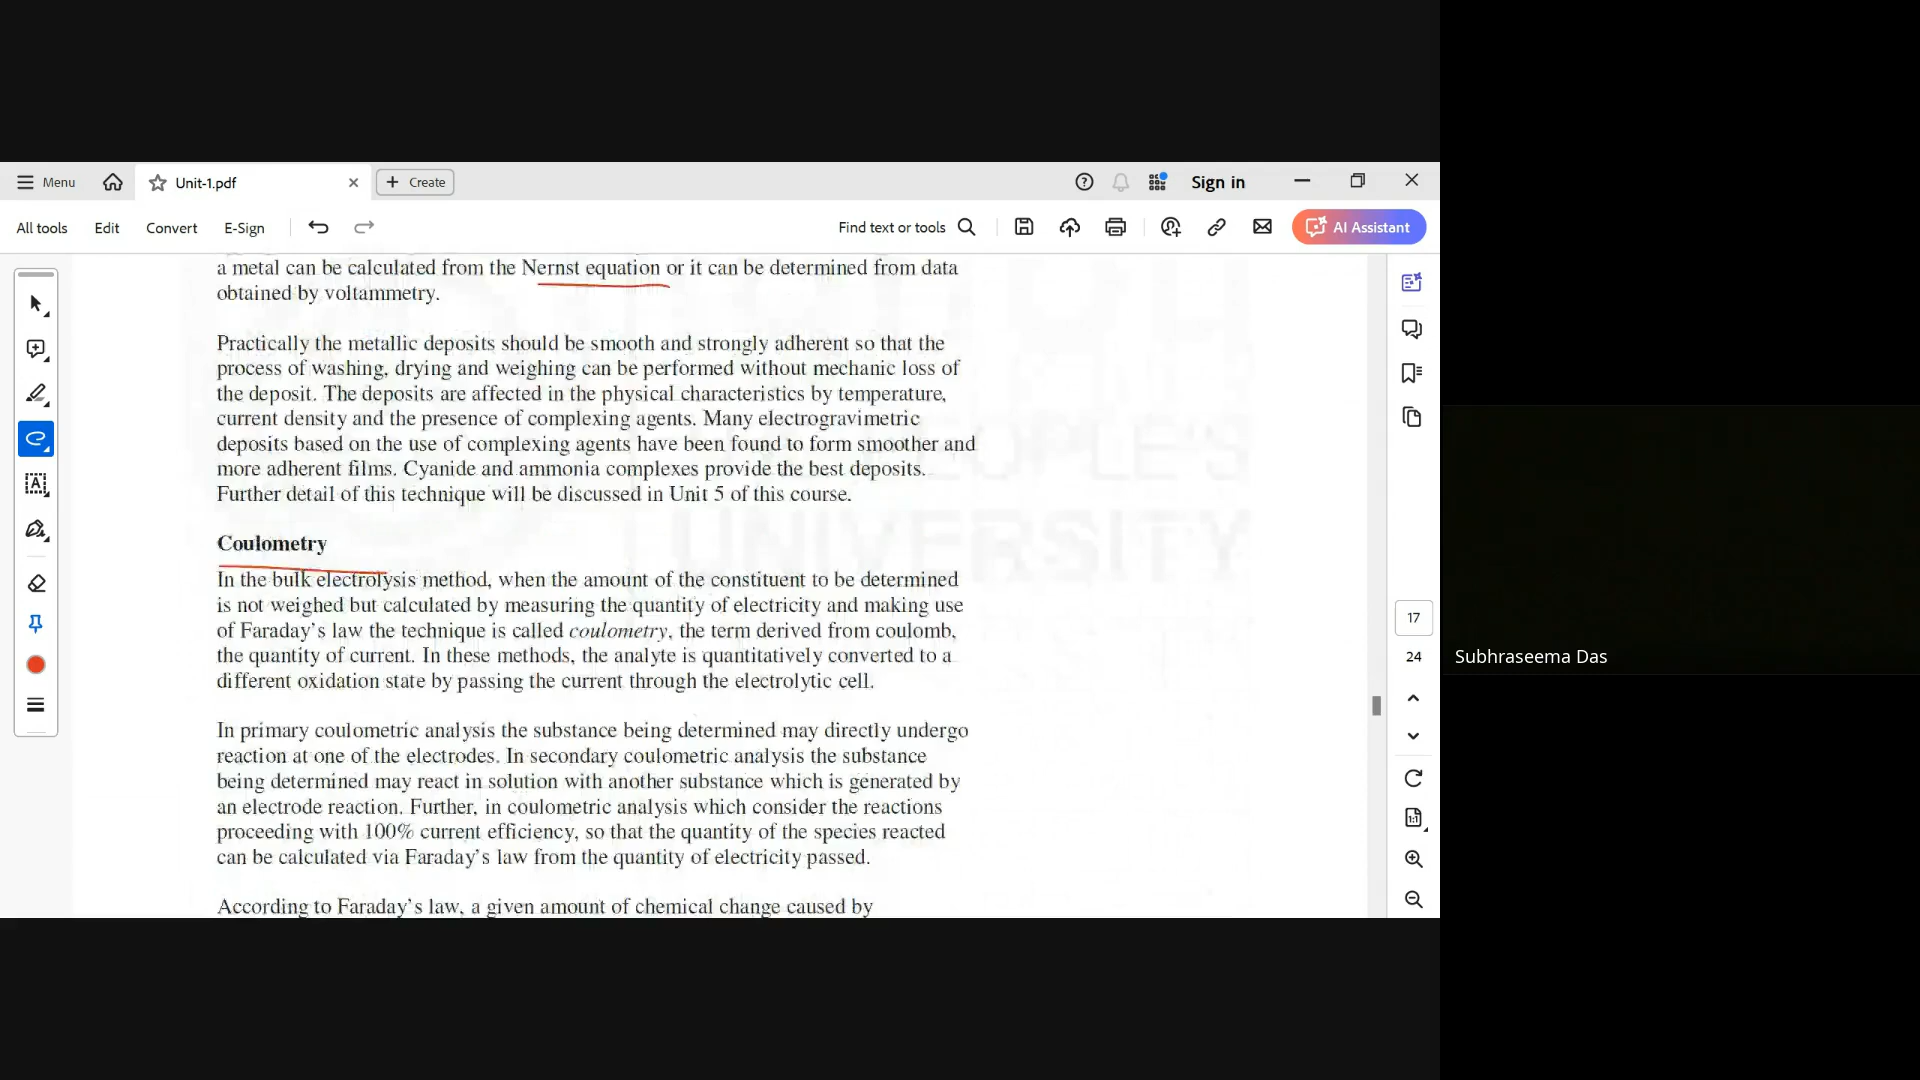 Menu
Unit-1.pdf
Create
Sign in
All tools
Edit
Convert
E-Sign
Find text or tools
AI Assistant
a metal can be calculated from the Nernst equation or it can be determined from data
obtained by voltammetry.
Practically the metallic deposits should be smooth and strongly adherent so that the
process of washing, drying and weighing can be performed without mechanic loss of
the deposit. The deposits are affected in the physical characteristics by temperature,
current density and the presence of complexing agents. Many electrogravimetric
deposits based on the use of complexing agents have been found to form smoother and
more adherent films. Cyanide and ammonia complexes provide the best deposits.
Further detail of this technique will be discussed in Unit 5 of this course.
Coulometry
In the bulk electrolysis method, when the amount of the constituent to be determined
is not weighed but calculated by measuring the quantity of electricity and making use
of Faraday's law the technique is called coulometry, the term derived from coulomb,
the quantity of current. In these methods, the analyte is quantitatively converted to a
different oxidation state by passing the current through the electrolytic cell.
In primary coulometric analysis the substance being determined may directly undergo
reaction at one of the electrodes. In secondary coulometric analysis the substance
being determined may react in solution with another substance which is generated by
an electrode reaction. Further, in coulometric analysis which consider the reactions
proceeding with 100% current efficiency, so that the quantity of the species reacted
can be calculated via Faraday's law from the quantity of electricity passed.
According to Faraday's law, a given amount of chemical change caused by
PEOPLE'S
UNIVERSITY
17
24
Subhraseema Das